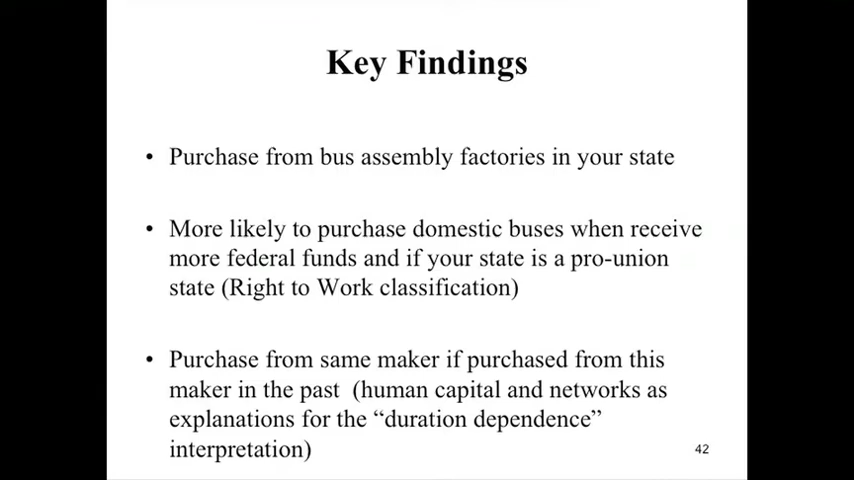 Key Findings
• Purchase from bus assembly factories in your state
• More likely to purchase domestic buses when receive
more federal funds and if your state is a pro-union
state (Right to Work classification)
• Purchase from same maker if purchased from this
maker in the past  (human capital and networks as
explanations for the “duration dependence”
interpretation)
42